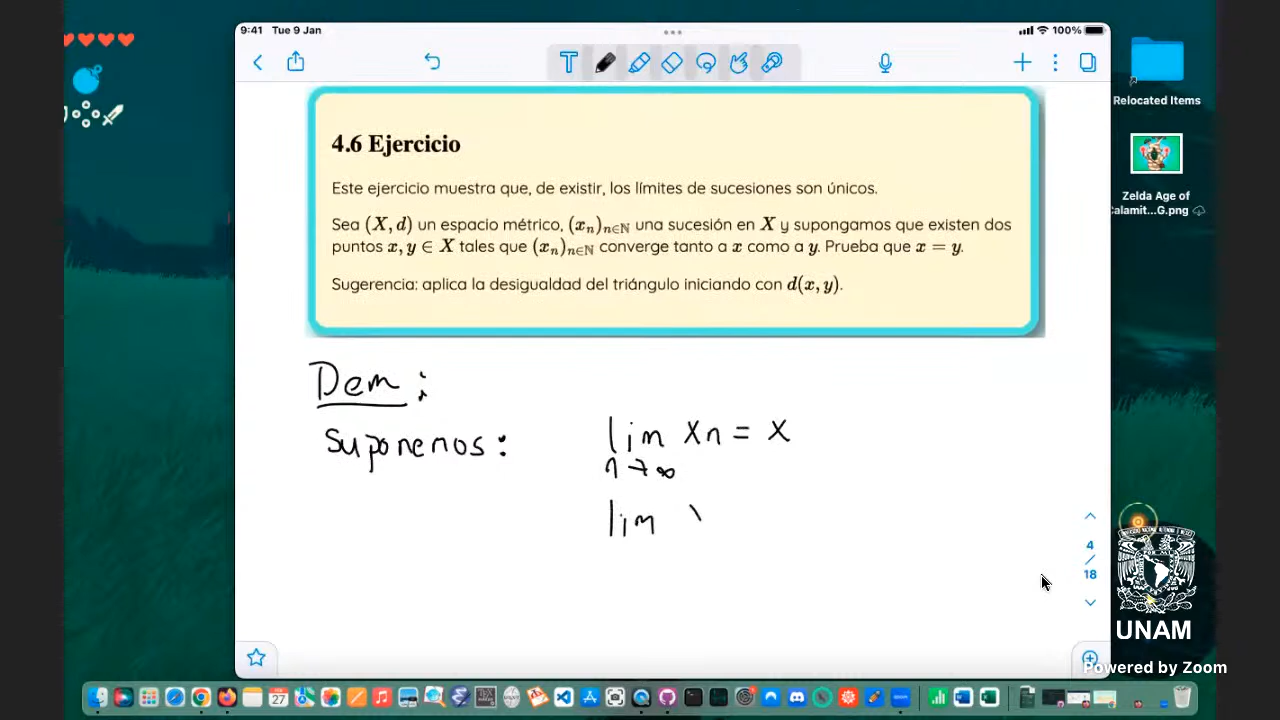 9:41 Tue 9 Jan
100%
4.6 Ejercicio
Este ejercicio muestra que, de existir, los límites de sucesiones son únicos.
Sea (X, d) un espacio métrico, (xₙ)ₙ∈ℕ una sucesión en X y supongamos que existen dos
puntos x, y ∈ X tales que (xₙ)ₙ∈ℕ converge tanto a x como a y. Prueba que x = y.
Sugerencia: aplica la desigualdad del triángulo iniciando con d(x, y).
Dem:
Suponemos: lim xn = x
n→∞
lim
4
/
18
Relocated Items
Zelda Age of
Calamit...G.png
UNAM
Powered by Zoom